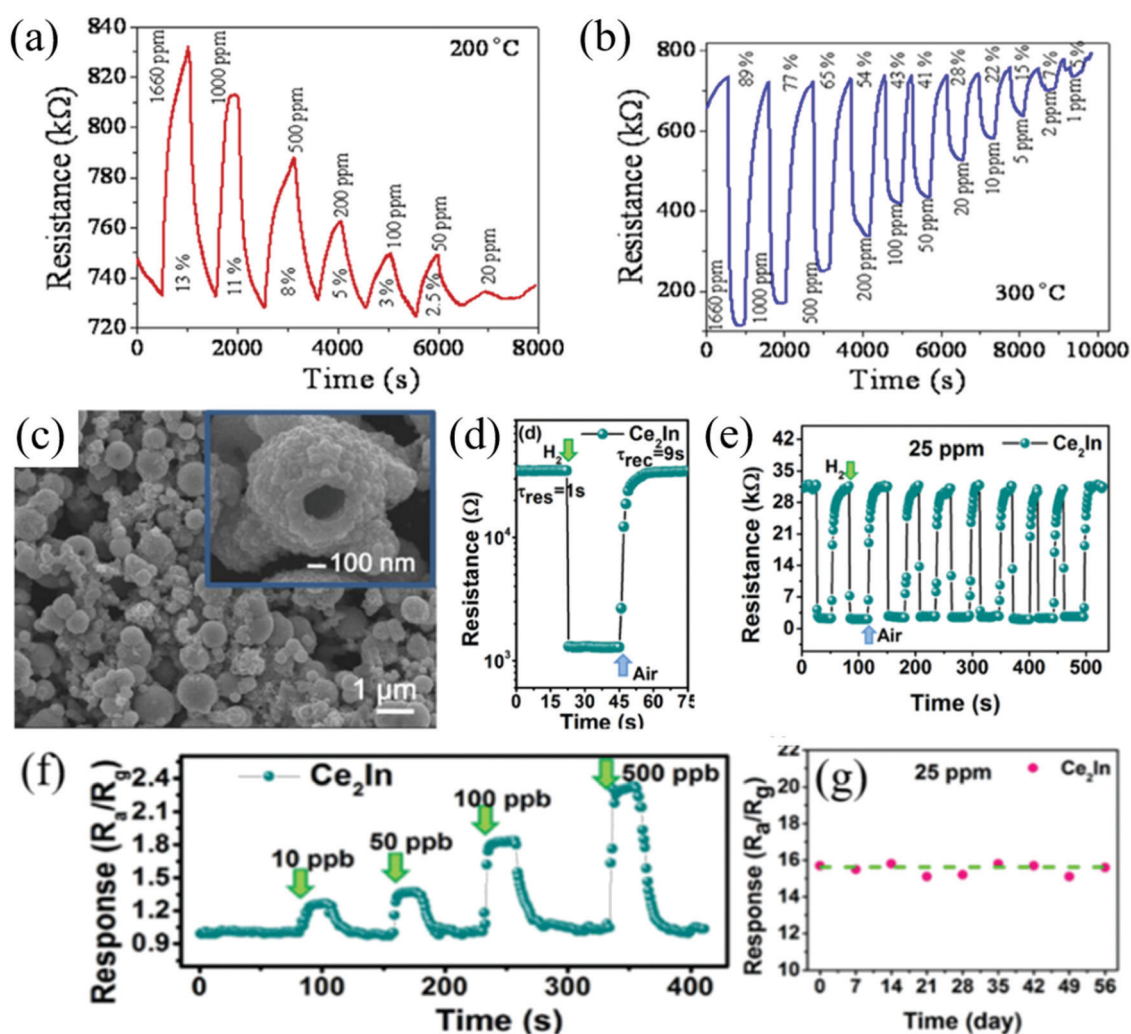 (a)
200 °C
1660 ppm
1000 ppm
500 ppm
200 ppm
100 ppm
50 ppm
20 ppm
13 %
11 %
8 %
5 %
3 %
2.5 %
840
820
800
780
760
740
720
Resistance (kΩ)
0 2000 4000 6000 8000
Time (s)
(b)
89 %
77 %
65 %
54 %
43 %
41 %
28 %
22 %
15 %
7 %
5 %
1660 ppm
1000 ppm
500 ppm
200 ppm
100 ppm
50 ppm
20 ppm
10 ppm
5 ppm
2 ppm
1 ppm
300 °C
800
600
400
200
Resistance (kΩ)
0 2000 4000 6000 8000 10000
Time (s)
(c)
100 nm
1 μm
(d)
(d)
Ce2In
H2
τrec=9s
τres=1s
Air
10⁴
10³
Resistance (Ω)
0 15 30 45 60 75
Time (s)
(e)
25 ppm
Ce2In
H2
Air
42
35
28
21
14
7
0
Resistance (kΩ)
0 100 200 300 400 500
Time (s)
(f)
Ce2In
10 ppb
50 ppb
100 ppb
500 ppb
2.4
2.1
1.8
1.5
1.2
0.9
Response (Ra/Rg)
0 100 200 300 400
Time (s)
(g)
25 ppm
Ce2In
22
20
18
16
14
12
10
Response (Ra/Rg)
0 7 14 21 28 35 42 49 56
Time (day)